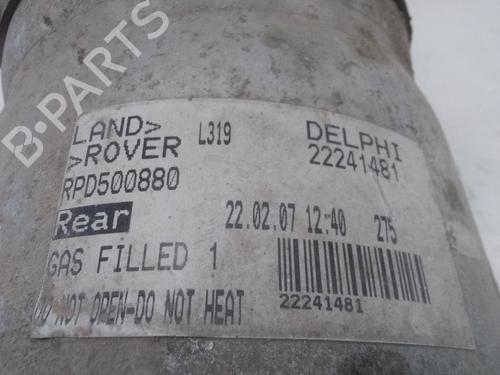 B-PARTS
LAND> L319 DELPHI
>ROVER 22241481
RPD500880
Rear 22.02.07 12:40 275
GAS FILLED 1
DO NOT OPEN-DO NOT HEAT
22241481